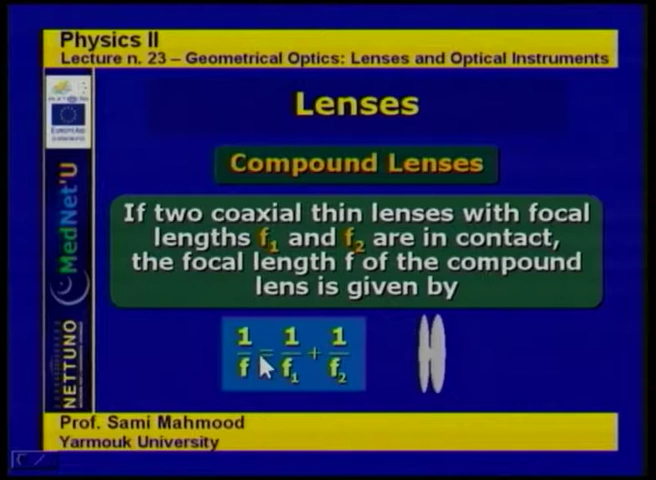 Physics II
Lecture n. 23 – Geometrical Optics: Lenses and Optical Instruments
Lenses
Compound Lenses
If two coaxial thin lenses with focal
lengths f₁ and f₂ are in contact,
the focal length f of the compound
lens is given by
1/f = 1/f₁ + 1/f₂
MedNet'U
NETTUNO
Prof. Sami Mahmood
Yarmouk University